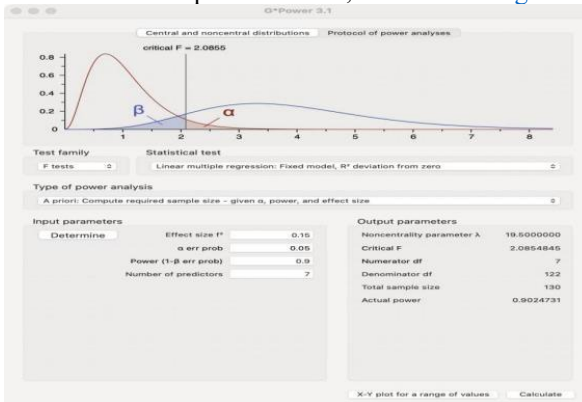 G*Power 3.1
Central and noncentral distributions Protocol of power analyses
critical F = 2.0855
0.8
0.6
0.4
0.2
0
β
α
1 2 3 4 5 6 7 8
Test family Statistical test
F tests Linear multiple regression: Fixed model, R² deviation from zero
Type of power analysis
A priori: Compute required sample size - given α, power, and effect size
Input parameters Output parameters
Determine Effect size f² 0.15 Noncentrality parameter λ 19.5000000
α err prob 0.05 Critical F 2.0854845
Power (1-β err prob) 0.9 Numerator df 7
Number of predictors 7 Denominator df 122
Total sample size 130
Actual power 0.9024731
X-Y plot for a range of values Calculate